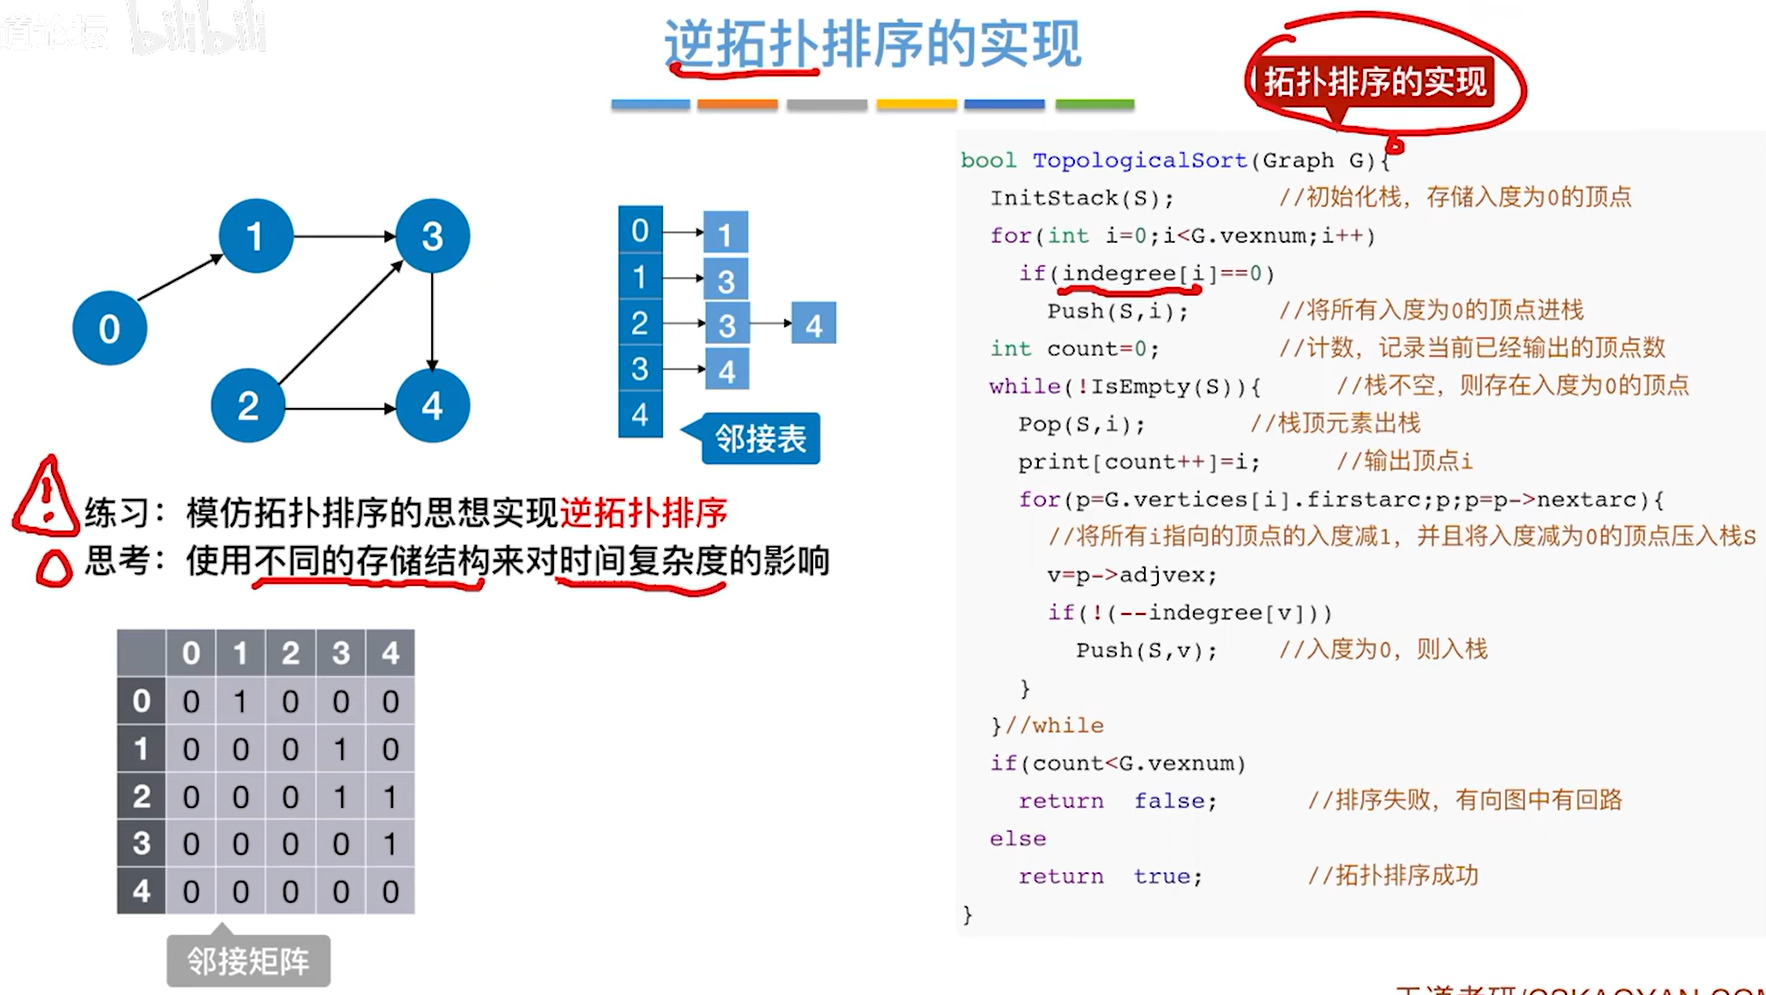 bilibili
逆拓扑排序的实现
拓扑排序的实现
0
1
2
3
4
0
1
2
3
4
1
3
3
4
4
邻接表
练习：模仿拓扑排序的思想实现逆拓扑排序
思考：使用不同的存储结构来对时间复杂度的影响
0 1 2 3 4
0 0 1 0 0 0
1 0 0 0 1 0
2 0 0 0 1 1
3 0 0 0 0 1
4 0 0 0 0 0
邻接矩阵
bool TopologicalSort(Graph G){
InitStack(S); //初始化栈，存储入度为0的顶点
for(int i=0;i<G.vexnum;i++)
if(indegree[i]==0)
Push(S,i); //将所有入度为0的顶点进栈
int count=0; //计数，记录当前已经输出的顶点数
while(!IsEmpty(S)){ //栈不空，则存在入度为0的顶点
Pop(S,i); //栈顶元素出栈
print[count++]=i; //输出顶点i
for(p=G.vertices[i].firstarc;p;p=p->nextarc){
//将所有i指向的顶点的入度减1，并且将入度减为0的顶点压入栈S
v=p->adjvex;
if(!(--indegree[v]))
Push(S,v); //入度为0，则入栈
}
}//while
if(count<G.vexnum)
return false; //排序失败，有向图中有回路
else
return true; //拓扑排序成功
}